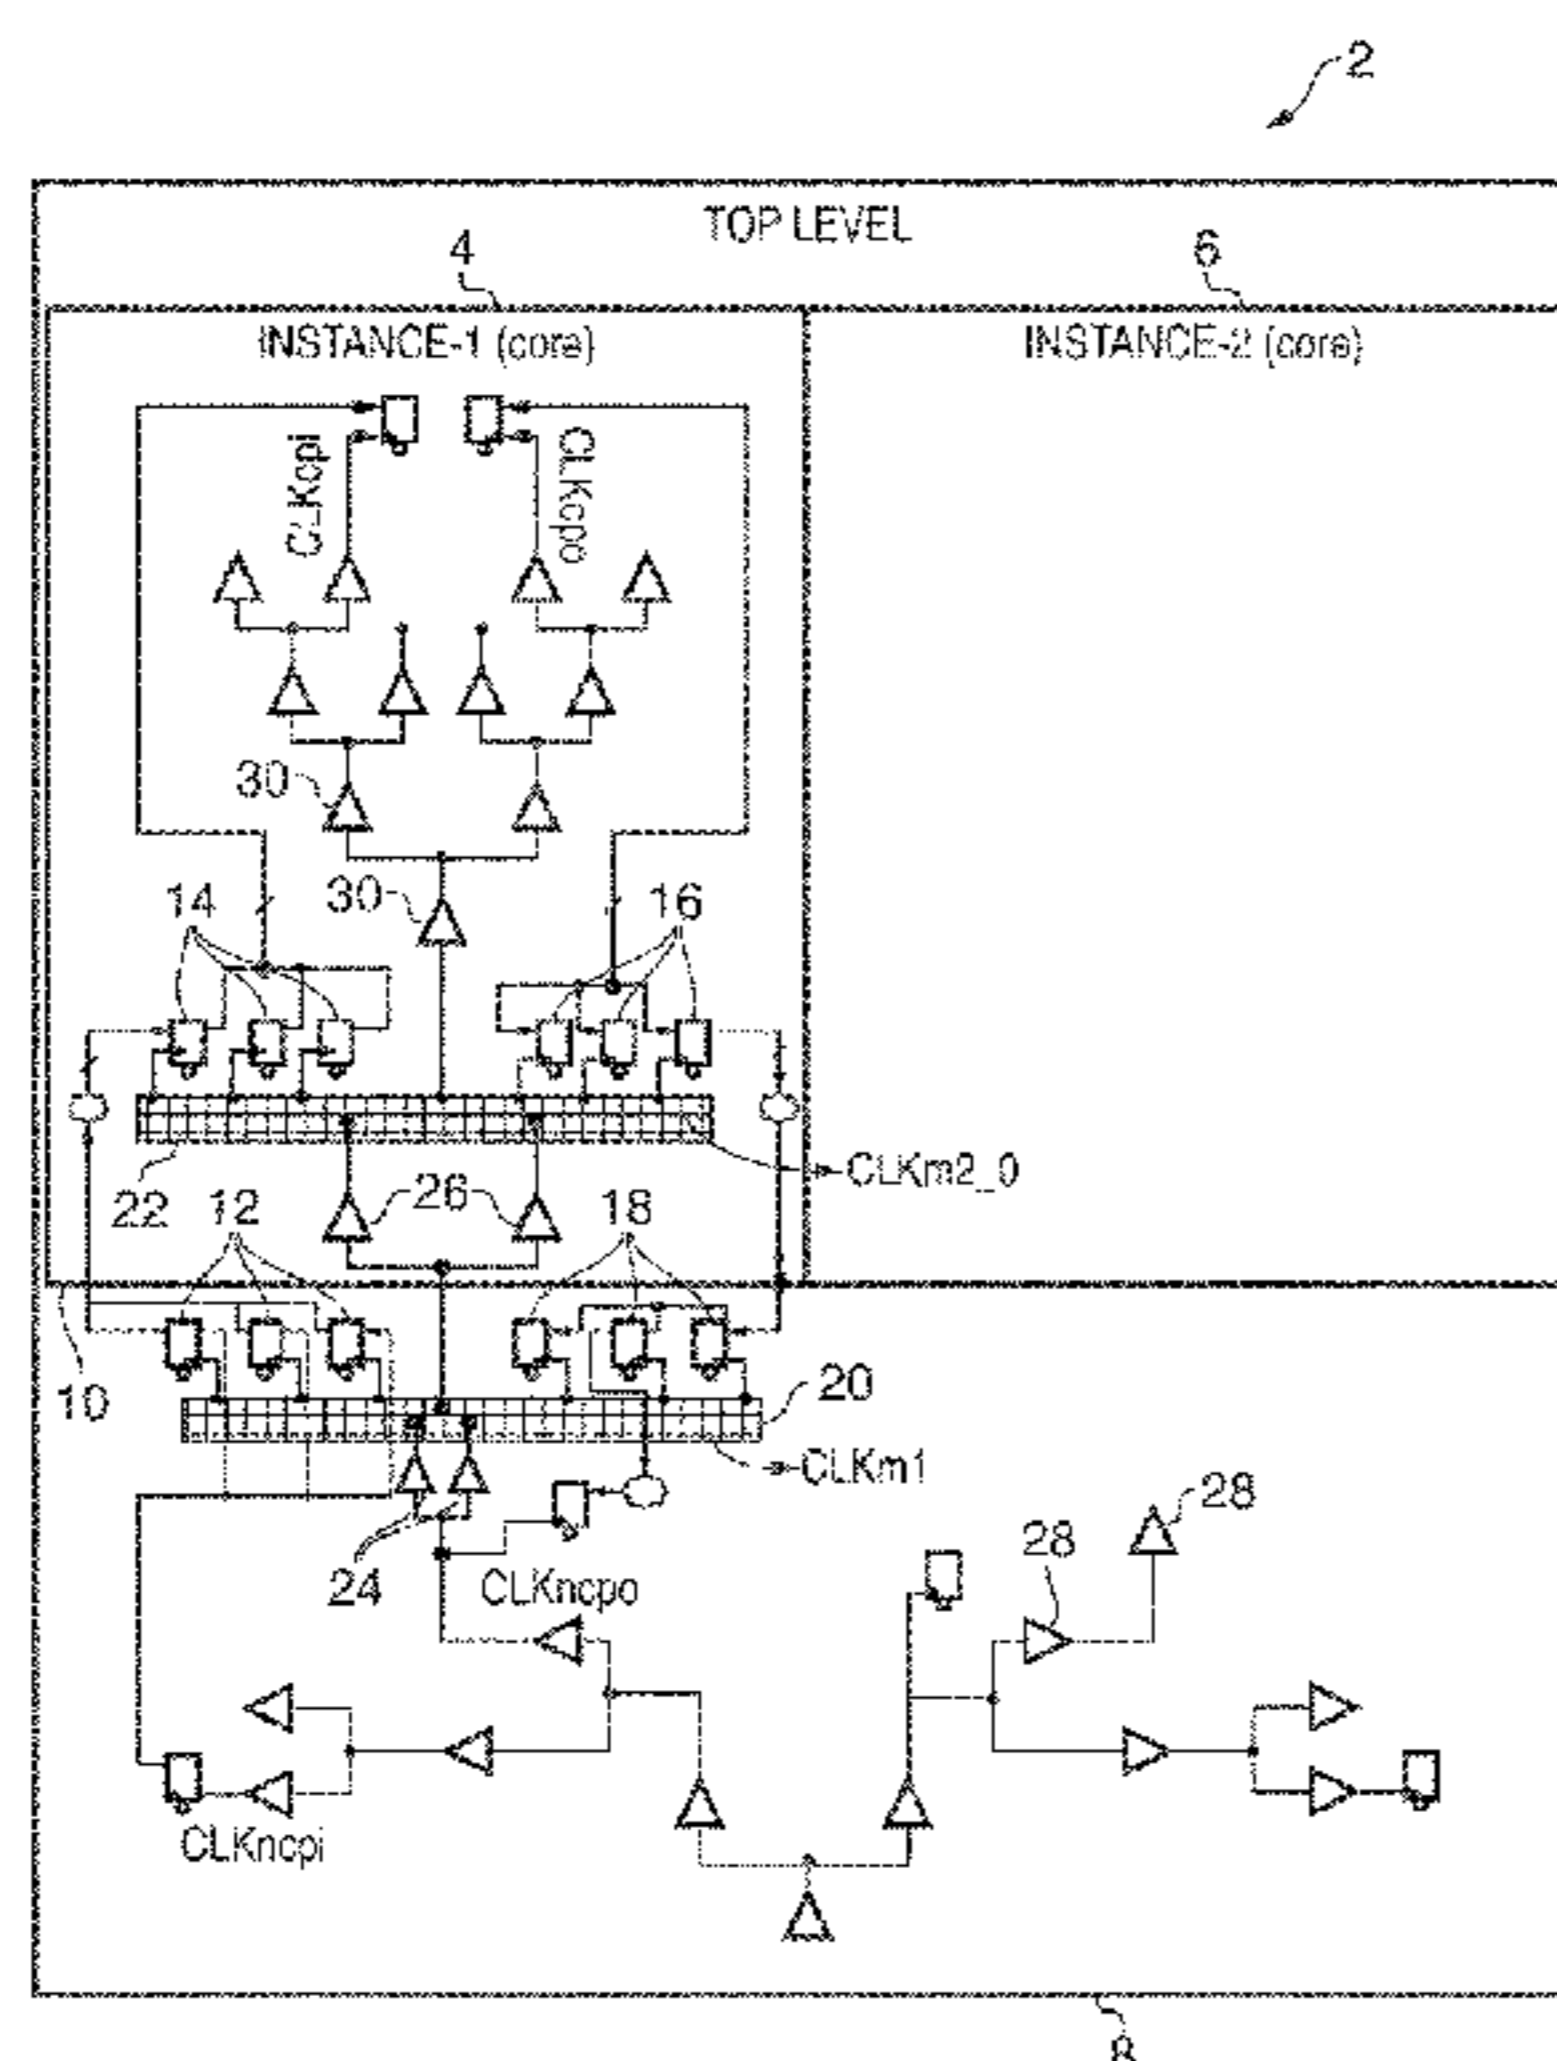 2
TOP LEVEL
4
6
INSTANCE-1 (core)
INSTANCE-2 (core)
CLKcpi
CLKcpo
30
14
30
16
CLKm2_0
22
12
26
18
10
20
CLKm1
28
28
24
CLKncpo
CLKncpi
8